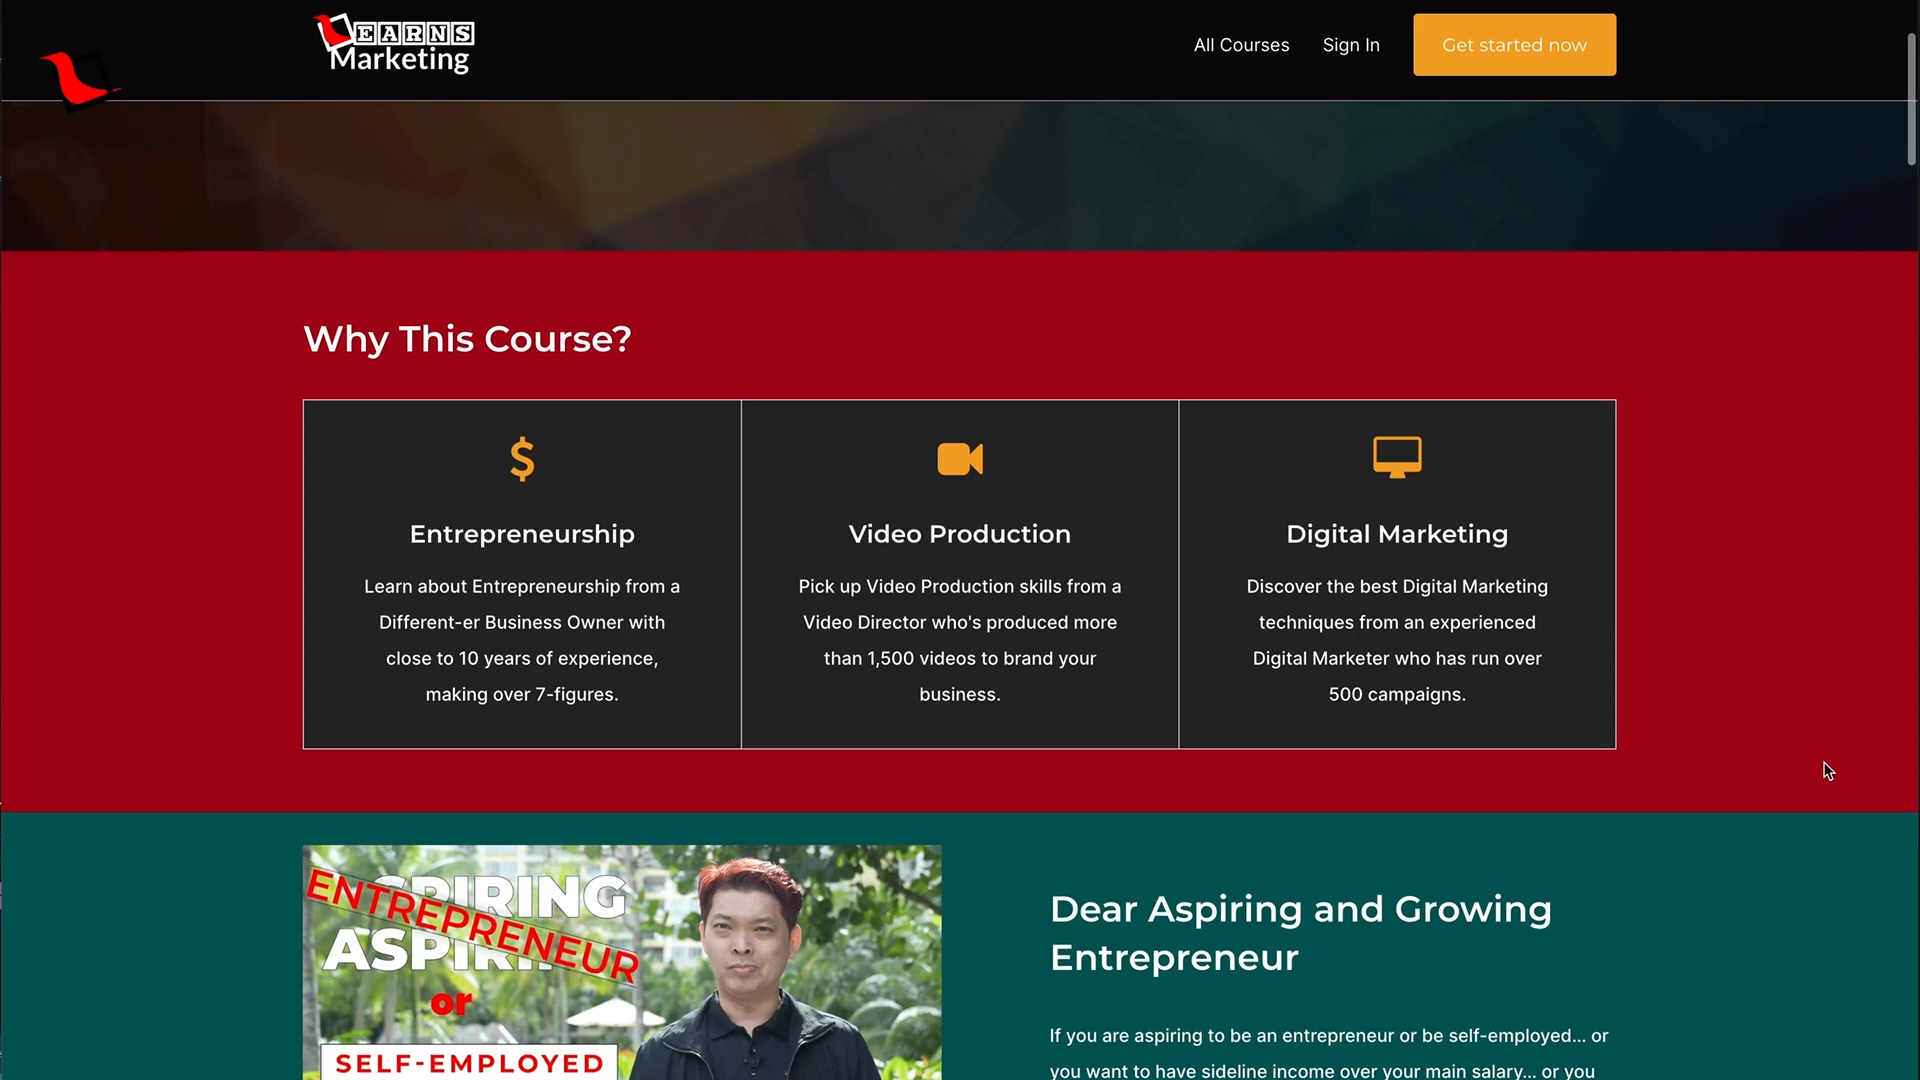 EARNS
Marketing
All Courses
Sign In
Get started now
Why This Course?
$
Entrepreneurship
Learn about Entrepreneurship from a
Different-er Business Owner with
close to 10 years of experience,
making over 7-figures.
Video Production
Pick up Video Production skills from a
Video Director who's produced more
than 1,500 videos to brand your
business.
Digital Marketing
Discover the best Digital Marketing
techniques from an experienced
Digital Marketer who has run over
500 campaigns.
ENTREPRENEUR
or
SELF-EMPLOYED
Dear Aspiring and Growing
Entrepreneur
If you are aspiring to be an entrepreneur or be self-employed... or
you want to have sideline income over your main salary... or you